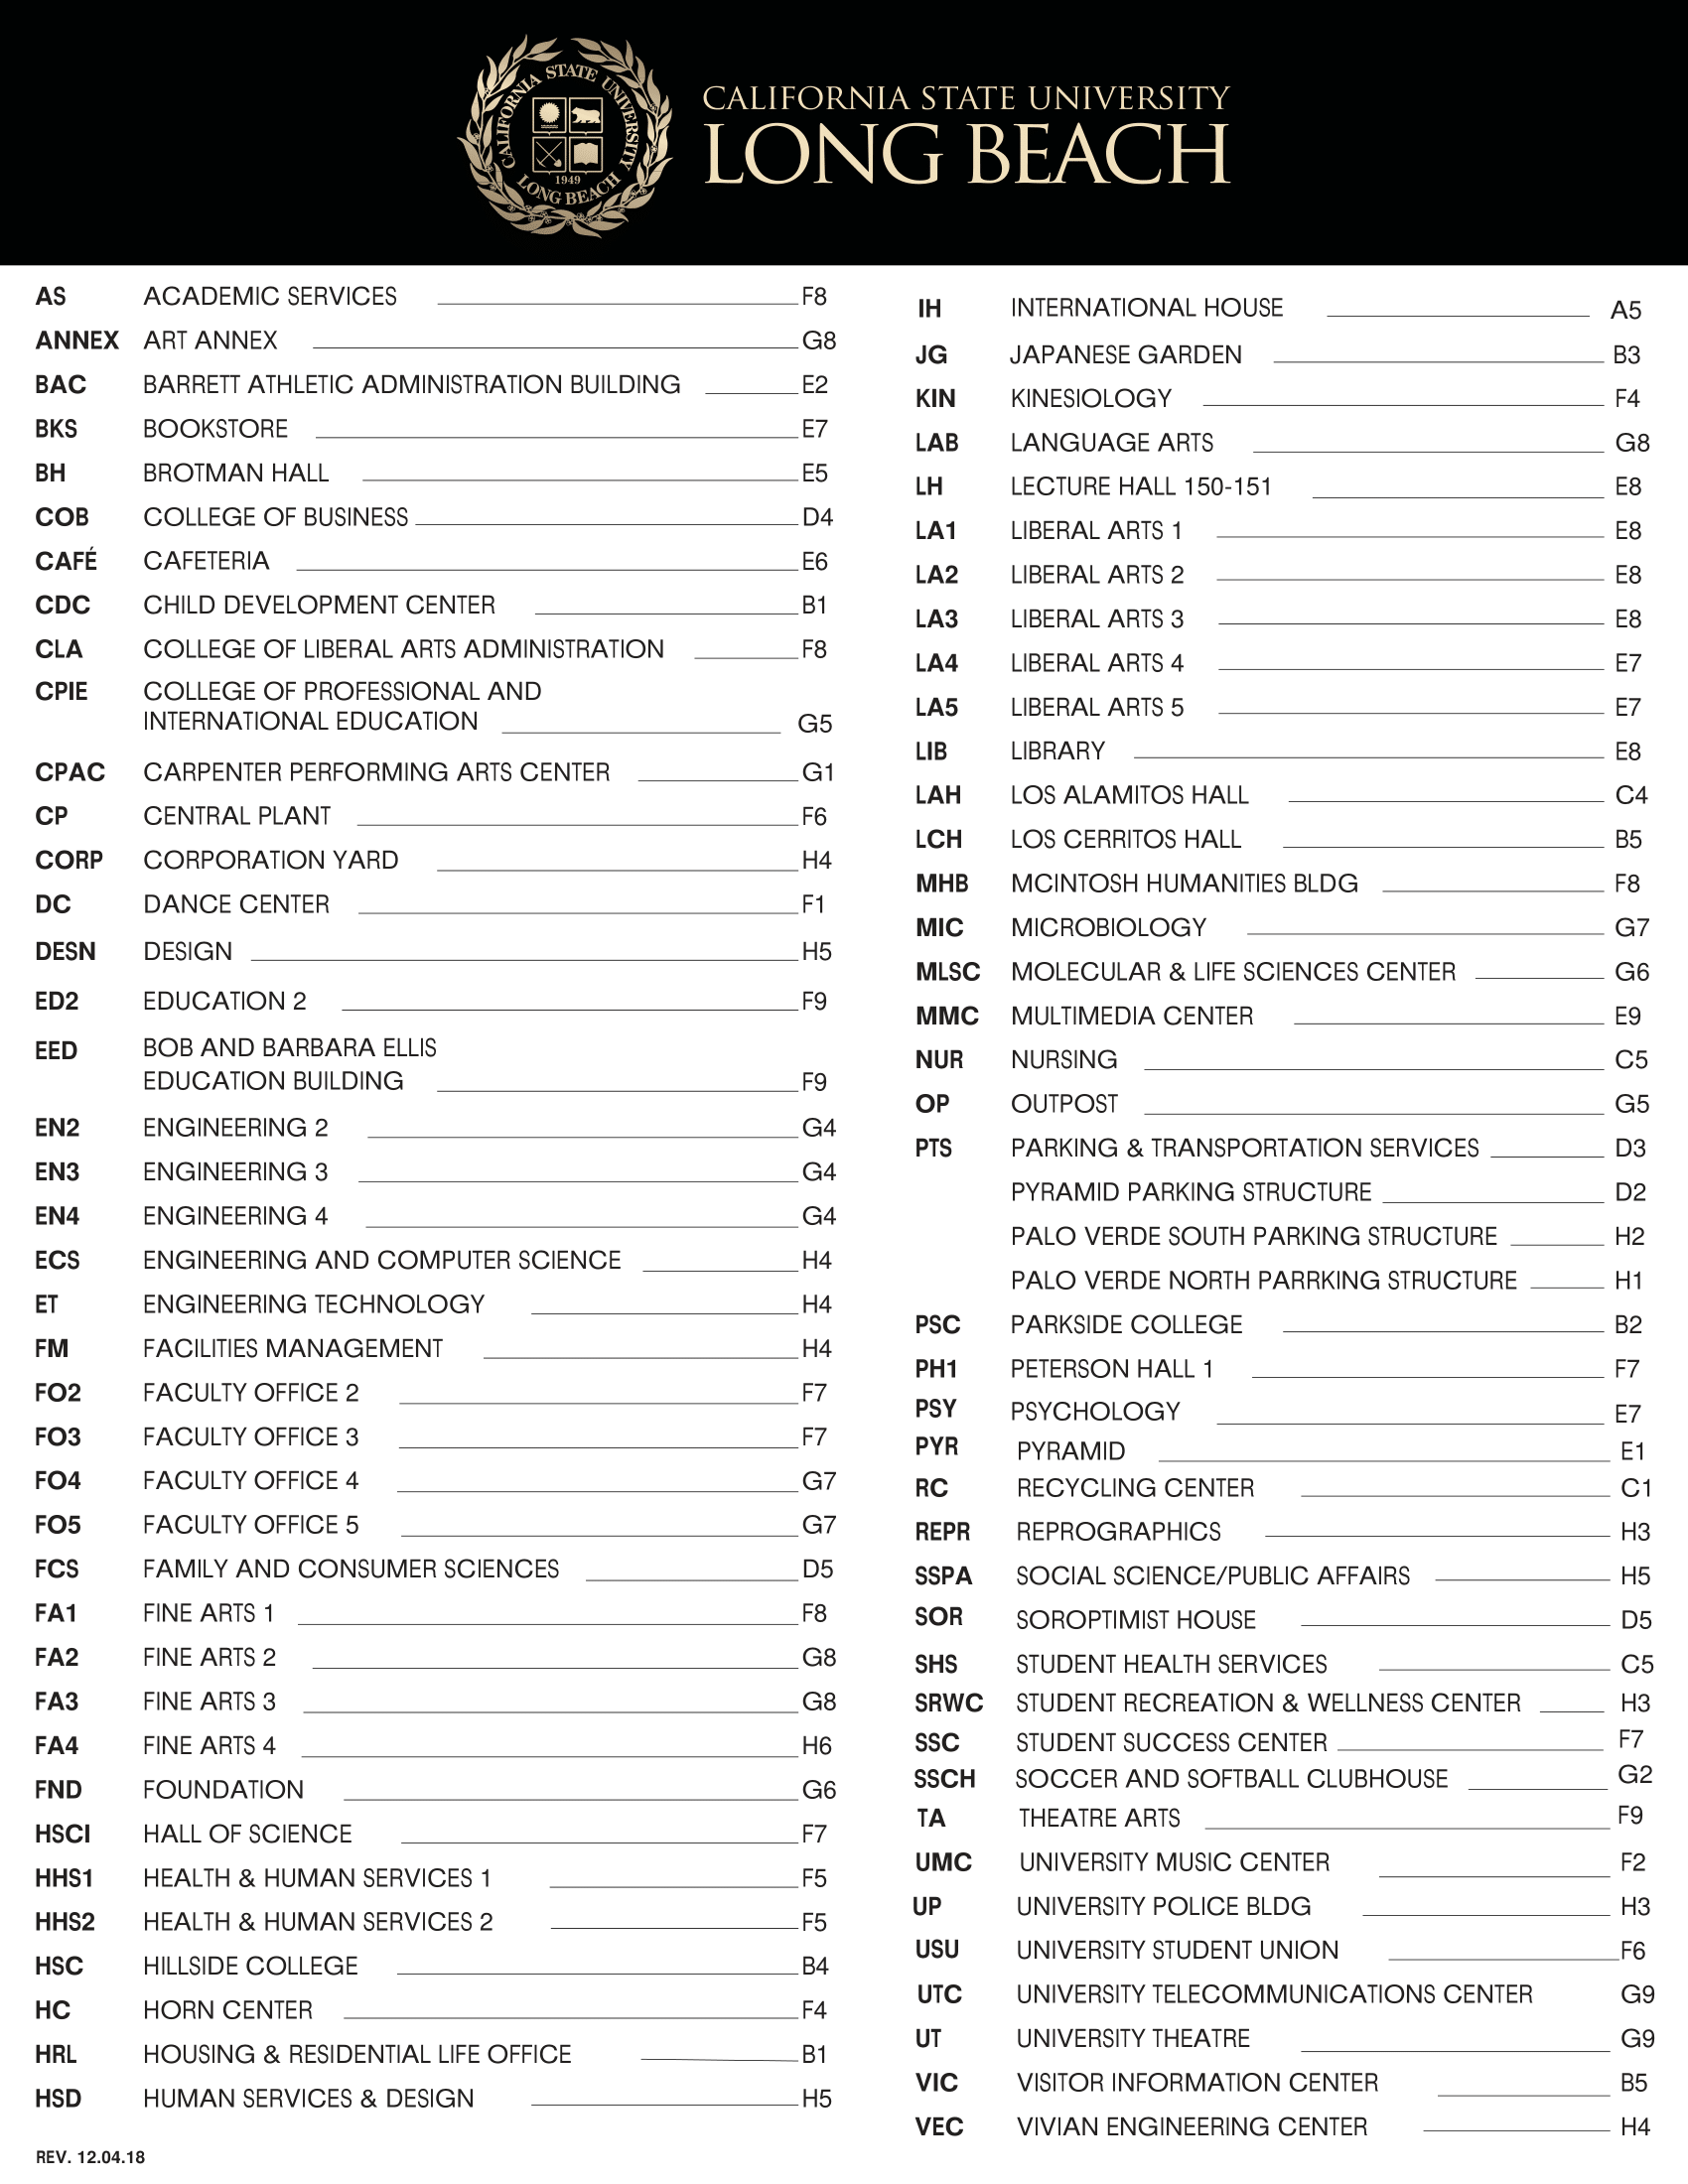 CALIFORNIA STATE UNIVERSITY
LONG BEACH
1949
CALIFORNIA STATE UNIVERSITY
LONG BEACH
AS ACADEMIC SERVICES F8
ANNEX ART ANNEX G8
BAC BARRETT ATHLETIC ADMINISTRATION BUILDING E2
BKS BOOKSTORE E7
BH BROTMAN HALL E5
COB COLLEGE OF BUSINESS D4
CAFÉ CAFETERIA E6
CDC CHILD DEVELOPMENT CENTER B1
CLA COLLEGE OF LIBERAL ARTS ADMINISTRATION F8
CPIE COLLEGE OF PROFESSIONAL AND
INTERNATIONAL EDUCATION G5
CPAC CARPENTER PERFORMING ARTS CENTER G1
CP CENTRAL PLANT F6
CORP CORPORATION YARD H4
DC DANCE CENTER F1
DESN DESIGN H5
ED2 EDUCATION 2 F9
EED BOB AND BARBARA ELLIS
EDUCATION BUILDING F9
EN2 ENGINEERING 2 G4
EN3 ENGINEERING 3 G4
EN4 ENGINEERING 4 G4
ECS ENGINEERING AND COMPUTER SCIENCE H4
ET ENGINEERING TECHNOLOGY H4
FM FACILITIES MANAGEMENT H4
FO2 FACULTY OFFICE 2 F7
FO3 FACULTY OFFICE 3 F7
FO4 FACULTY OFFICE 4 G7
FO5 FACULTY OFFICE 5 G7
FCS FAMILY AND CONSUMER SCIENCES D5
FA1 FINE ARTS 1 F8
FA2 FINE ARTS 2 G8
FA3 FINE ARTS 3 G8
FA4 FINE ARTS 4 H6
FND FOUNDATION G6
HSCI HALL OF SCIENCE F7
HHS1 HEALTH & HUMAN SERVICES 1 F5
HHS2 HEALTH & HUMAN SERVICES 2 F5
HSC HILLSIDE COLLEGE B4
HC HORN CENTER F4
HRL HOUSING & RESIDENTIAL LIFE OFFICE B1
HSD HUMAN SERVICES & DESIGN H5
REV. 12.04.18
IH INTERNATIONAL HOUSE A5
JG JAPANESE GARDEN B3
KIN KINESIOLOGY F4
LAB LANGUAGE ARTS G8
LH LECTURE HALL 150-151 E8
LA1 LIBERAL ARTS 1 E8
LA2 LIBERAL ARTS 2 E8
LA3 LIBERAL ARTS 3 E8
LA4 LIBERAL ARTS 4 E7
LA5 LIBERAL ARTS 5 E7
LIB LIBRARY E8
LAH LOS ALAMITOS HALL C4
LCH LOS CERRITOS HALL B5
MHB MCINTOSH HUMANITIES BLDG F8
MIC MICROBIOLOGY G7
MLSC MOLECULAR & LIFE SCIENCES CENTER G6
MMC MULTIMEDIA CENTER E9
NUR NURSING C5
OP OUTPOST G5
PTS PARKING & TRANSPORTATION SERVICES D3
PYRAMID PARKING STRUCTURE D2
PALO VERDE SOUTH PARKING STRUCTURE H2
PALO VERDE NORTH PARRKING STRUCTURE H1
PSC PARKSIDE COLLEGE B2
PH1 PETERSON HALL 1 F7
PSY PSYCHOLOGY E7
PYR PYRAMID E1
RC RECYCLING CENTER C1
REPR REPROGRAPHICS H3
SSPA SOCIAL SCIENCE/PUBLIC AFFAIRS H5
SOR SOROPTIMIST HOUSE D5
SHS STUDENT HEALTH SERVICES C5
SRWC STUDENT RECREATION & WELLNESS CENTER H3
SSC STUDENT SUCCESS CENTER F7
SSCH SOCCER AND SOFTBALL CLUBHOUSE G2
TA THEATRE ARTS F9
UMC UNIVERSITY MUSIC CENTER F2
UP UNIVERSITY POLICE BLDG H3
USU UNIVERSITY STUDENT UNION F6
UTC UNIVERSITY TELECOMMUNICATIONS CENTER G9
UT UNIVERSITY THEATRE G9
VIC VISITOR INFORMATION CENTER B5
VEC VIVIAN ENGINEERING CENTER H4